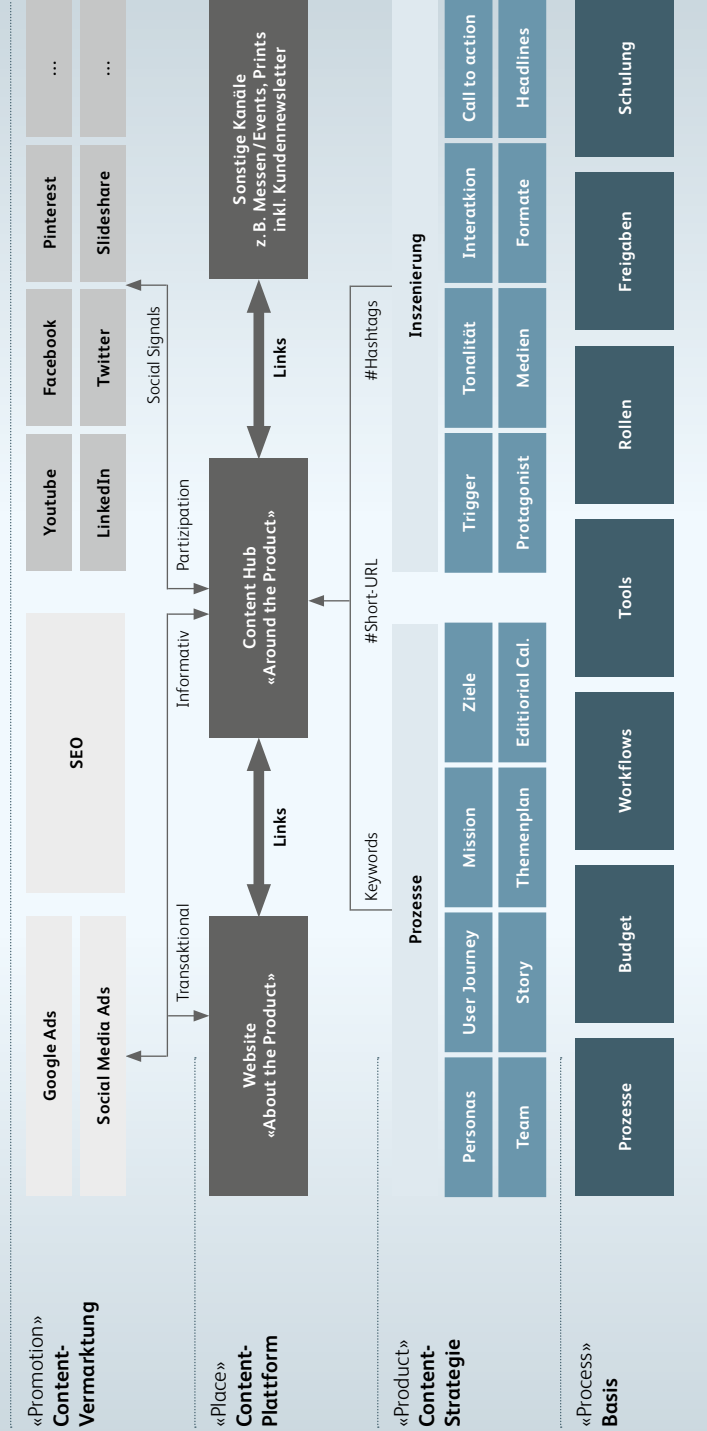 «Promotion»
Content-
Vermarktung
Google Ads
SEO
Youtube
Facebook
Pinterest
...
Social Media Ads
LinkedIn
Twitter
Slideshare
...
Transaktional
Informativ
Partizipation
Social Signals
«Place»
Content-
Plattform
Website
«About the Product»
Links
Content Hub
«Around the Product»
Links
Sonstige Kanäle
z.B. Messen/Events, Prints
inkl. Kundennewsletter
Keywords
#Short-URL
#Hashtags
«Product»
Content-
Strategie
Prozesse
Inszenierung
Personas
User Journey
Mission
Ziele
Trigger
Tonalität
Interatkion
Call to action
Team
Story
Themenplan
Editiorial Cal.
Protagonist
Medien
Formate
Headlines
«Process»
Basis
Prozesse
Budget
Workflows
Tools
Rollen
Freigaben
Schulung